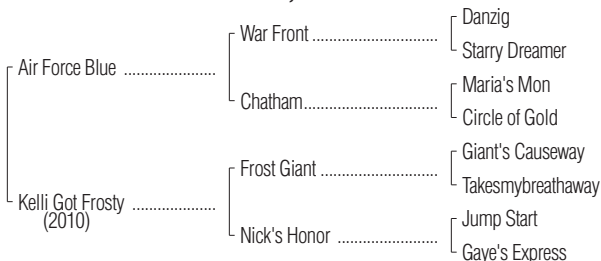 Danzig
War Front ......................
Starry Dreamer
Air Force Blue ......................
Maria's Mon
Chatham................................
Circle of Gold
Giant's Causeway
Frost Giant ............................
Takesmybreathaway
Kelli Got Frosty ....................
(2010)
Jump Start
Nick's Honor ........................
Gaye's Express